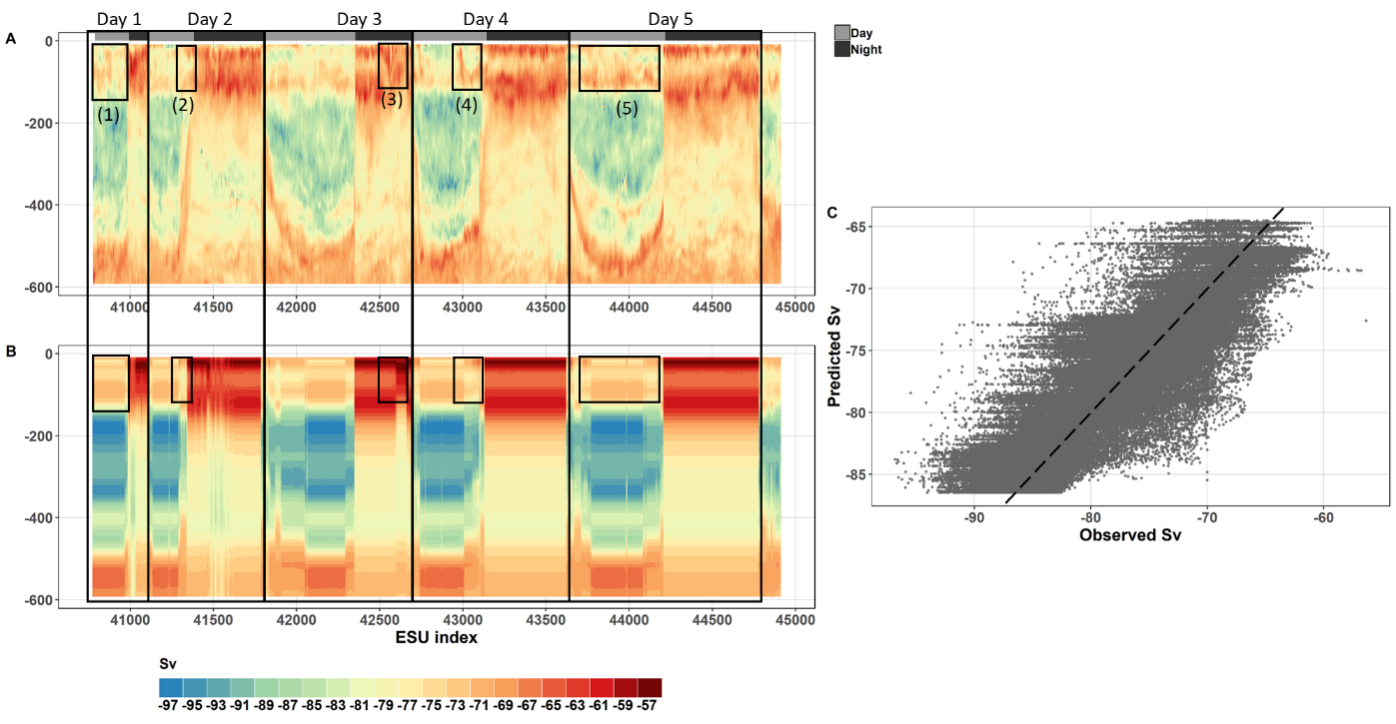 Day 1 Day 2 Day 3 Day 4 Day 5
A
Day
Night
0
-200
-400
-600
(1) (2) (3) (4) (5)
41000 41500 42000 42500 43000 43500 44000 44500 45000
B
0
-200
-400
-600
41000 41500 42000 42500 43000 43500 44000 44500 45000
ESU index
Sv
-97 -95 -93 -91 -89 -87 -85 -83 -81 -79 -77 -75 -73 -71 -69 -67 -65 -63 -61 -59 -57
C
Predicted Sv
-65
-70
-75
-80
-85
-90 -80 -70 -60
Observed Sv